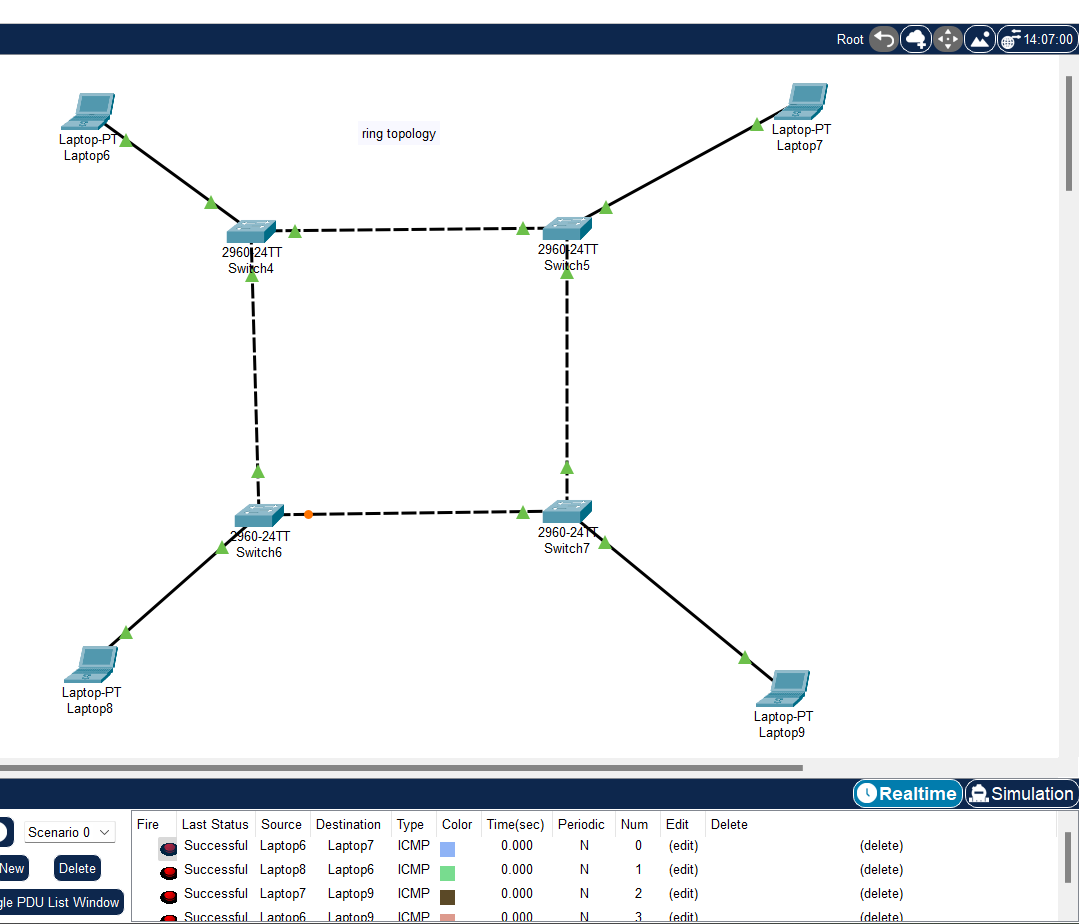 Root 14:07:00
Laptop-PT
Laptop6
ring topology
Laptop-PT
Laptop7
2960-24TT
Switch4
2960-24TT
Switch5
2960-24TT
Switch6
2960-24TT
Switch7
Laptop-PT
Laptop8
Laptop-PT
Laptop9
Realtime Simulation
Scenario 0
New Delete
gle PDU List Window
Fire Last Status Source Destination Type Color Time(sec) Periodic Num Edit Delete
Successful Laptop6 Laptop7 ICMP 0.000 N 0 (edit) (delete)
Successful Laptop8 Laptop6 ICMP 0.000 N 1 (edit) (delete)
Successful Laptop7 Laptop9 ICMP 0.000 N 2 (edit) (delete)
Successful Laptop6 Laptop9 ICMP 0.000 N 3 (edit) (delete)